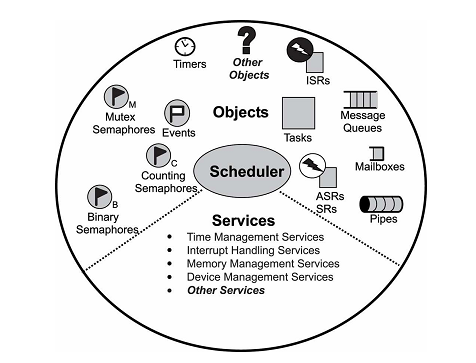 Timers
?
Other
Objects
ISRs
M
Mutex
Semaphores
Events
Objects
Tasks
Message
Queues
C
Counting
Semaphores
Scheduler
ASRs
SRs
Mailboxes
B
Binary
Semaphores
Pipes
Services
• Time Management Services
• Interrupt Handling Services
• Memory Management Services
• Device Management Services
• Other Services